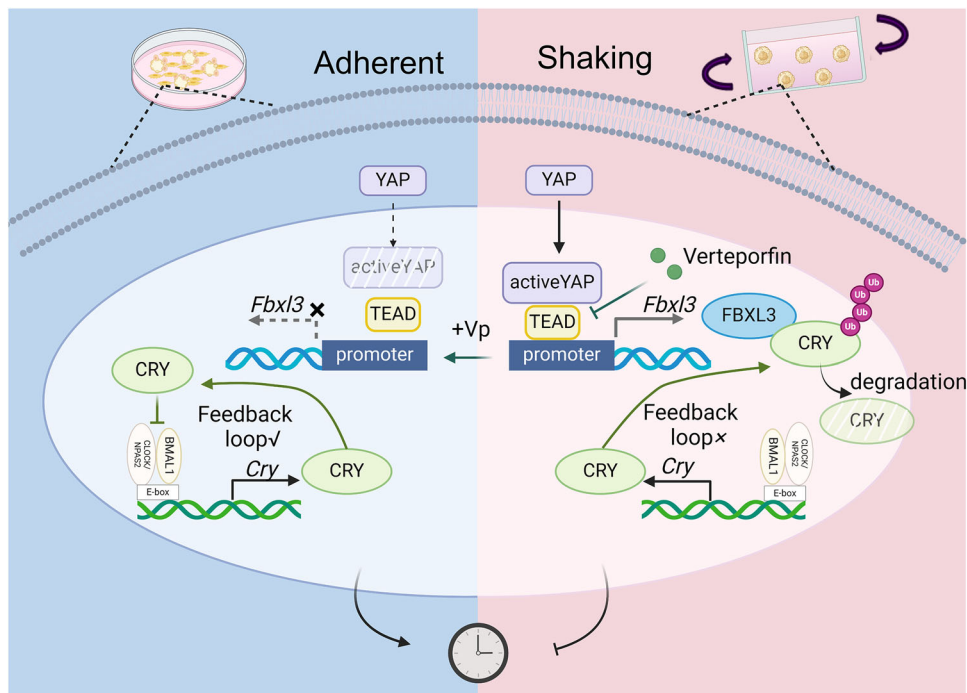 Adherent
Shaking
YAP
YAP
activeYAP
activeYAP
Verteporfin
Fbxl3
TEAD
TEAD
Fbxl3
FBXL3
Ub
Ub
Ub
Ub
+Vp
promoter
promoter
CRY
CRY
degradation
CRY
Feedback
loop√
Cry
CRY
CLOCK/
NPAS2
BMAL1
E-box
Feedback
loop×
Cry
CRY
BMAL1
CLOCK/
NPAS2
E-box